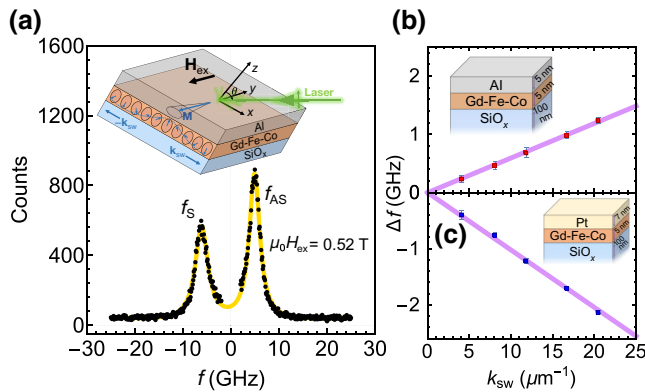 (a)
1600
1200
800
400
0
Counts
-30
-20
-10
0
10
20
30
f (GHz)
H_ex
z
y
x
θ
Laser
M
k_sw
k_sw
Al
Gd-Fe-Co
SiO_x
f_S
f_AS
μ_0H_ex = 0.52 T
(b)
2
1
0
-1
-2
Δf (GHz)
Al
Gd-Fe-Co
SiO_x
5 nm
5 nm
100 nm
(c)
Pt
Gd-Fe-Co
SiO_x
7 nm
5 nm
100 nm
0
5
10
15
20
25
k_sw (μm⁻¹)